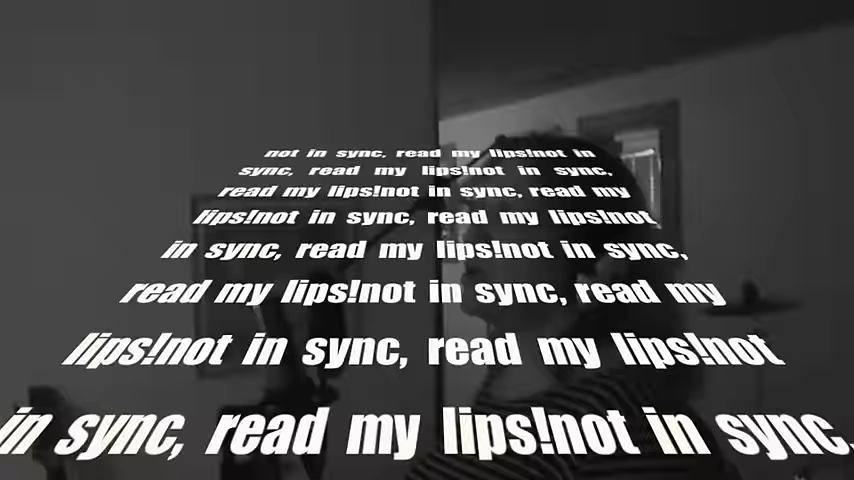 not in sync, read my lips!not in
sync, read my lips!not in sync,
read my lips!not in sync, read my
lips!not in sync, read my lips!not
in sync, read my lips!not in sync,
read my lips!not in sync, read my
lips!not in sync, read my lips!not
in sync, read my lips!not in sync,